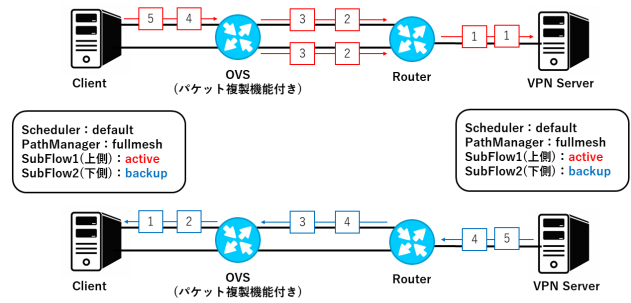 5 4 3 2
3 2
1 1
Client
OVS
(パケット複製機能付き)
Router
VPN Server
Scheduler：default
PathManager：fullmesh
SubFlow1(上側)：active
SubFlow2(下側)：backup
Scheduler：default
PathManager：fullmesh
SubFlow1(上側)：active
SubFlow2(下側)：backup
1 2 3 4
4 5
Client
OVS
(パケット複製機能付き)
Router
VPN Server